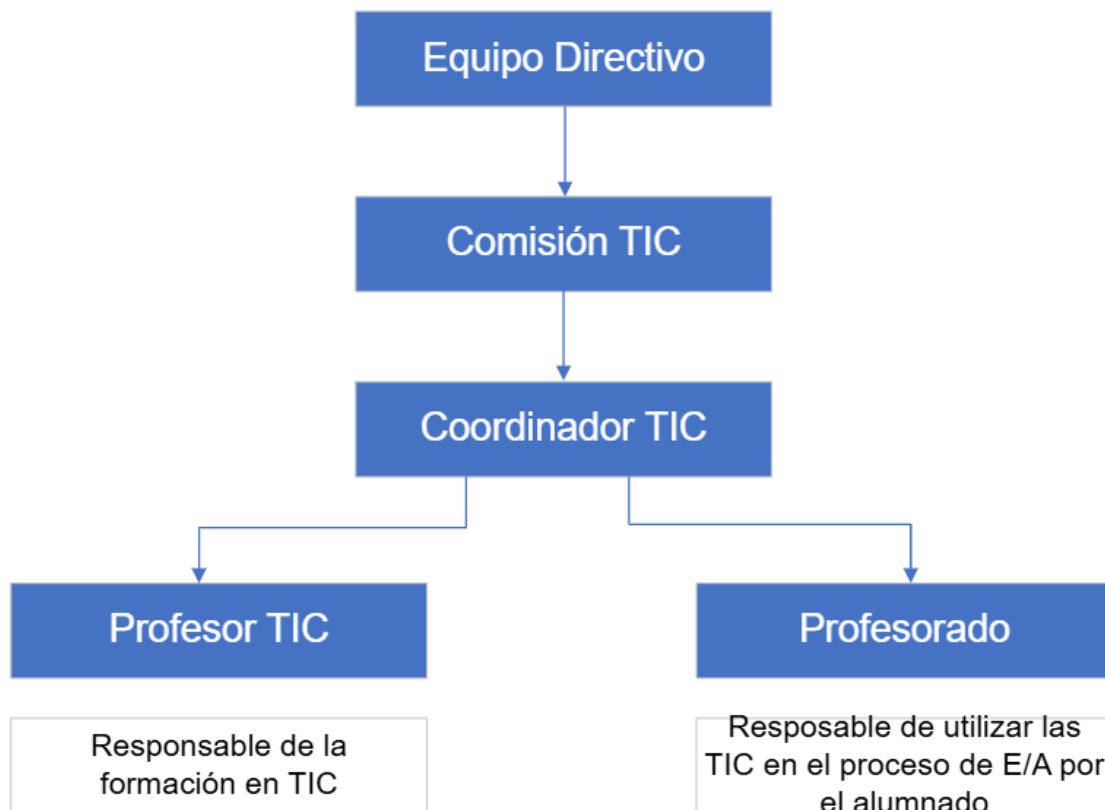 Equipo Directivo
Comisión TIC
Coordinador TIC
Profesor TIC
Profesorado
Responsable de la
formación en TIC
Resposable de utilizar las
TIC en el proceso de E/A por
el alumnado